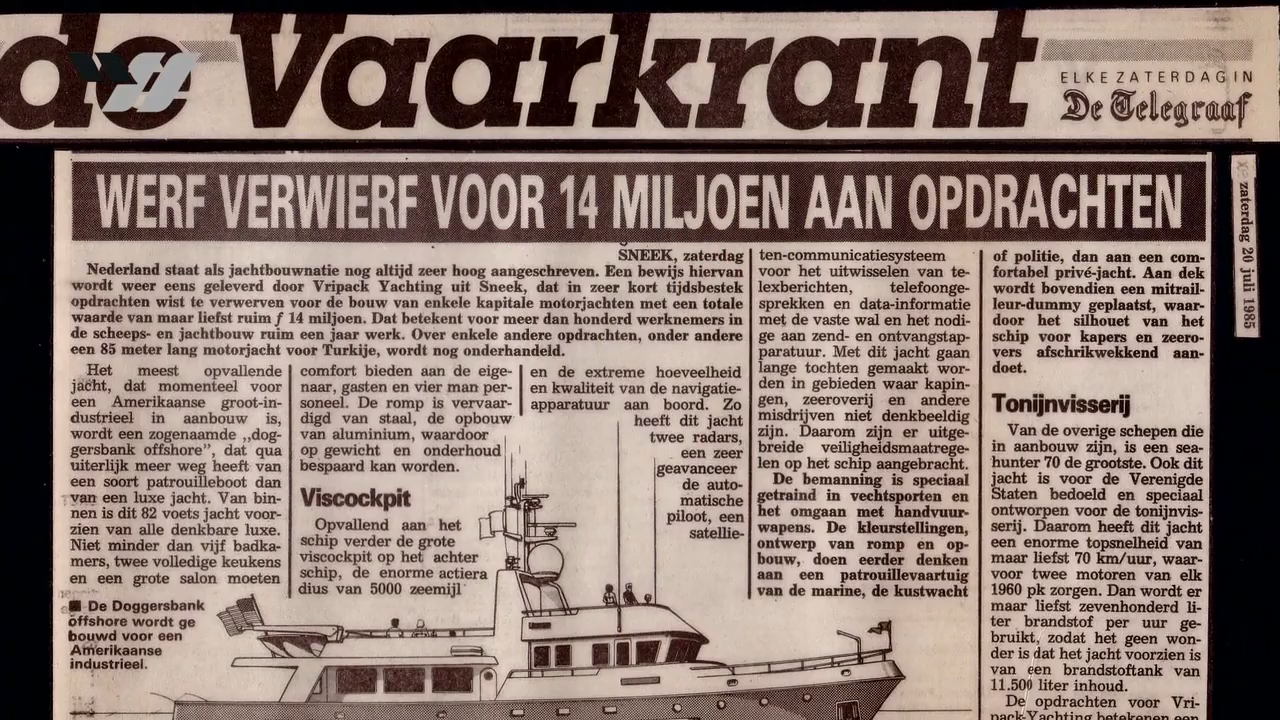 de Vaarkrant
ELKE ZATERDAG IN
De Telegraaf
zaterdag 20 juli 1985
WERF VERWIERF VOOR 14 MILJOEN AAN OPDRACHTEN
SNEEK, zaterdag
Nederland staat als jachtbouwnatie nog altijd zeer hoog aangeschreven. Een bewijs hiervan
wordt weer eens geleverd door Vripack Yachting uit Sneek, dat in zeer kort tijdsbestek
opdrachten wist te verwerven voor de bouw van enkele kapitale motorjachten met een totale
waarde van maar liefst ruim ƒ 14 miljoen. Dat betekent voor meer dan honderd werknemers in
de scheeps- en jachtbouw ruim een jaar werk. Over enkele andere opdrachten, onder andere
een 85 meter lang motorjacht voor Turkije, wordt nog onderhandeld.
Het meest opvallende
jacht, dat momenteel voor
een Amerikaanse groot-in-
dustrieel in aanbouw is,
wordt een zogenaamde „dog-
gersbank offshore”, dat qua
uiterlijk meer weg heeft van
een soort patrouilleboot dan
van een luxe jacht. Van bin-
nen is dit 82 voets jacht voor-
zien van alle denkbare luxe.
Niet minder dan vijf badka-
mers, twee volledige keukens
en een grote salon moeten
■ De Doggersbank
offshore wordt ge
bouwd voor een
Amerikaanse
industrieel.
comfort bieden aan de eige-
naar, gasten en vier man per-
soneel. De romp is vervaar-
digd van staal, de opbouw
van aluminium, waardoor
op gewicht en onderhoud
bespaard kan worden.
Viscockpit
Opvallend aan het
schip verder de grote
viscockpit op het achter
schip, de enorme actiera
dius van 5000 zeemijl
en de extreme hoeveelheid
en kwaliteit van de navigatie-
apparatuur aan boord. Zo
heeft dit jacht
twee radars,
een zeer
geavanceer
de auto-
matische
piloot, een
satellie-
ten-communicatiesysteem
voor het uitwisselen van te-
lexberichten, telefoonge-
sprekken en data-informatie
met de vaste wal en het nodi-
ge aan zend- en ontvangstap-
paratuur. Met dit jacht gaan
lange tochten gemaakt wor-
den in gebieden waar kapin-
gen, zeeroverij en andere
misdrijven niet denkbeeldig
zijn. Daarom zijn er uitge-
breide veiligheidsmaatrege-
len op het schip aangebracht.
De bemanning is speciaal
getraind in vechtsporten en
het omgaan met handvuur-
wapens. De kleurstellingen,
ontwerp van romp en op-
bouw, doen eerder denken
aan een patrouillevaartuig
van de marine, de kustwacht
of politie, dan aan een com-
fortabel privé-jacht. Aan dek
wordt bovendien een mitrail-
leur-dummy geplaatst, waar-
door het silhouet van het
schip voor kapers en zeero-
vers afschrikwekkend aan-
doet.
Tonijnvisserij
Van de overige schepen die
in aanbouw zijn, is een sea-
hunter 70 de grootste. Ook dit
jacht is voor de Verenigde
Staten bedoeld en speciaal
ontworpen voor de tonijnvis-
serij. Daarom heeft dit jacht
een enorme topsnelheid van
maar liefst 70 km/uur, waar-
voor twee motoren van elk
1960 pk zorgen. Dan wordt er
maar liefst zevenhonderd li-
ter brandstof per uur ge-
bruikt, zodat het geen won-
der is dat het jacht voorzien is
van een brandstoftank van
11.500 liter inhoud.
De opdrachten voor Vri-
pack-Yachting betekenen een